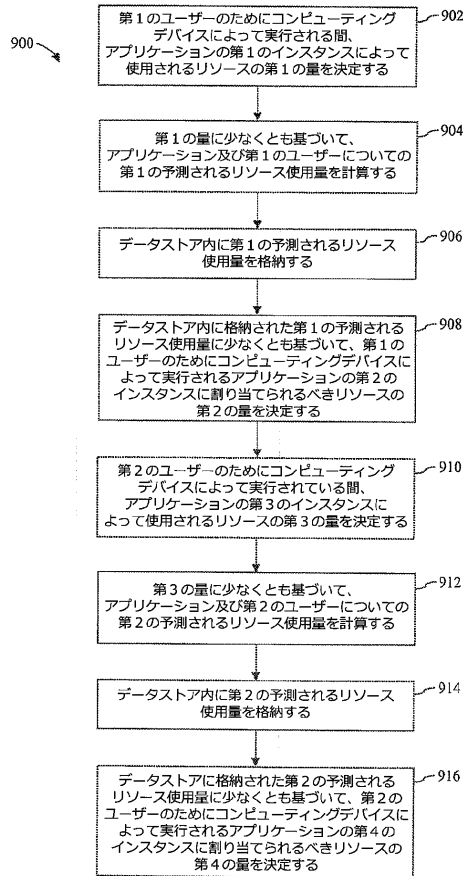 900
第1のユーザーのためにコンピューティング
デバイスによって実行される間、
アプリケーションの第1のインスタンスによって
使用されるリソースの第1の量を決定する
902
第1の量に少なくとも基づいて、
アプリケーション及び第1のユーザーについての
第1の予測されるリソース使用量を計算する
904
データストア内に第1の予測されるリソース
使用量を格納する
906
データストア内に格納された第1の予測される
リソース使用量に少なくとも基づいて、第1の
ユーザーのためにコンピューティングデバイスに
よって実行されるアプリケーションの第2の
インスタンスに割り当てられるべきリソースの
第2の量を決定する
908
第2のユーザーのためにコンピューティング
デバイスによって実行されている間、
アプリケーションの第3のインスタンスに
よって使用されるリソースの第3の量を決定する
910
第3の量に少なくとも基づいて、
アプリケーション及び第2のユーザーについての
第2の予測されるリソース使用量を計算する
912
データストア内に第2の予測されるリソース
使用量を格納する
914
データストアに格納された第2の予測される
リソース使用量に少なくとも基づいて、第2の
ユーザーのためにコンピューティングデバイスに
よって実行されるアプリケーションの第4の
インスタンスに割り当てられるべきリソースの
第4の量を決定する
916